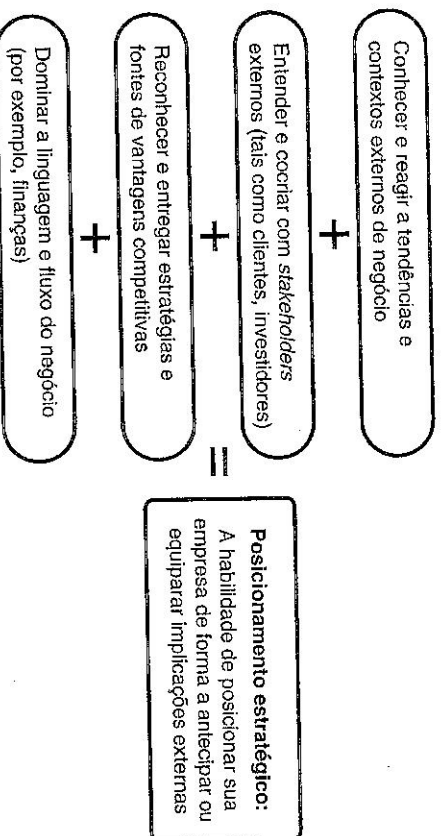 Conhecer e reagir a tendências e
contextos externos de negócio
+
Entender e cocriar com stakeholders
externos (tais como clientes, investidores)
+
Reconhecer e entregar estratégias e
fontes de vantagens competitivas
+
Dominar a linguagem e fluxo do negócio
(por exemplo, finanças)
=
Posicionamento estratégico:
A habilidade de posicionar sua
empresa de forma a antecipar ou
equiparar implicações externas